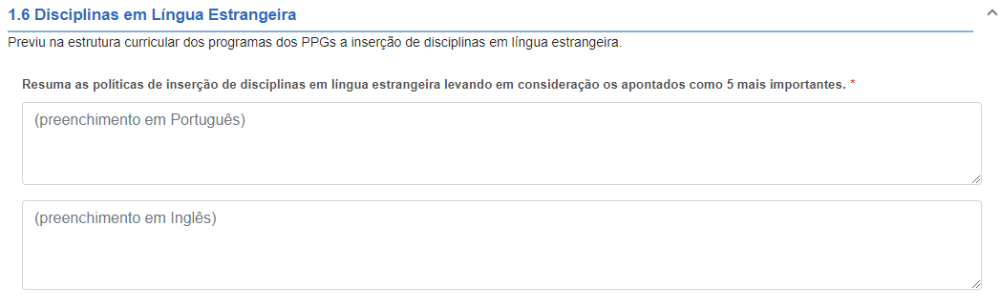 1.6 Disciplinas em Língua Estrangeira
Previu na estrutura curricular dos programas dos PPGs a inserção de disciplinas em língua estrangeira.
Resuma as políticas de inserção de disciplinas em língua estrangeira levando em consideração os apontados como 5 mais importantes. *
(preenchimento em Português)
(preenchimento em Inglês)